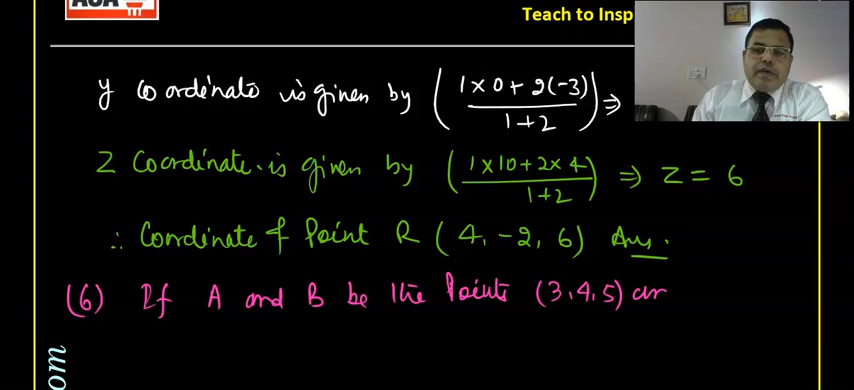 Teach to Insp
y coordinate is given by (1×0+2(-3)/1+2) ⇒
Z Coordinate is given by (1×10+2×4/1+2) ⇒ Z = 6
∴ Coordinate of Point R (4, -2, 6) Ans.
(6) If A and B be the Points (3,4,5) an
om